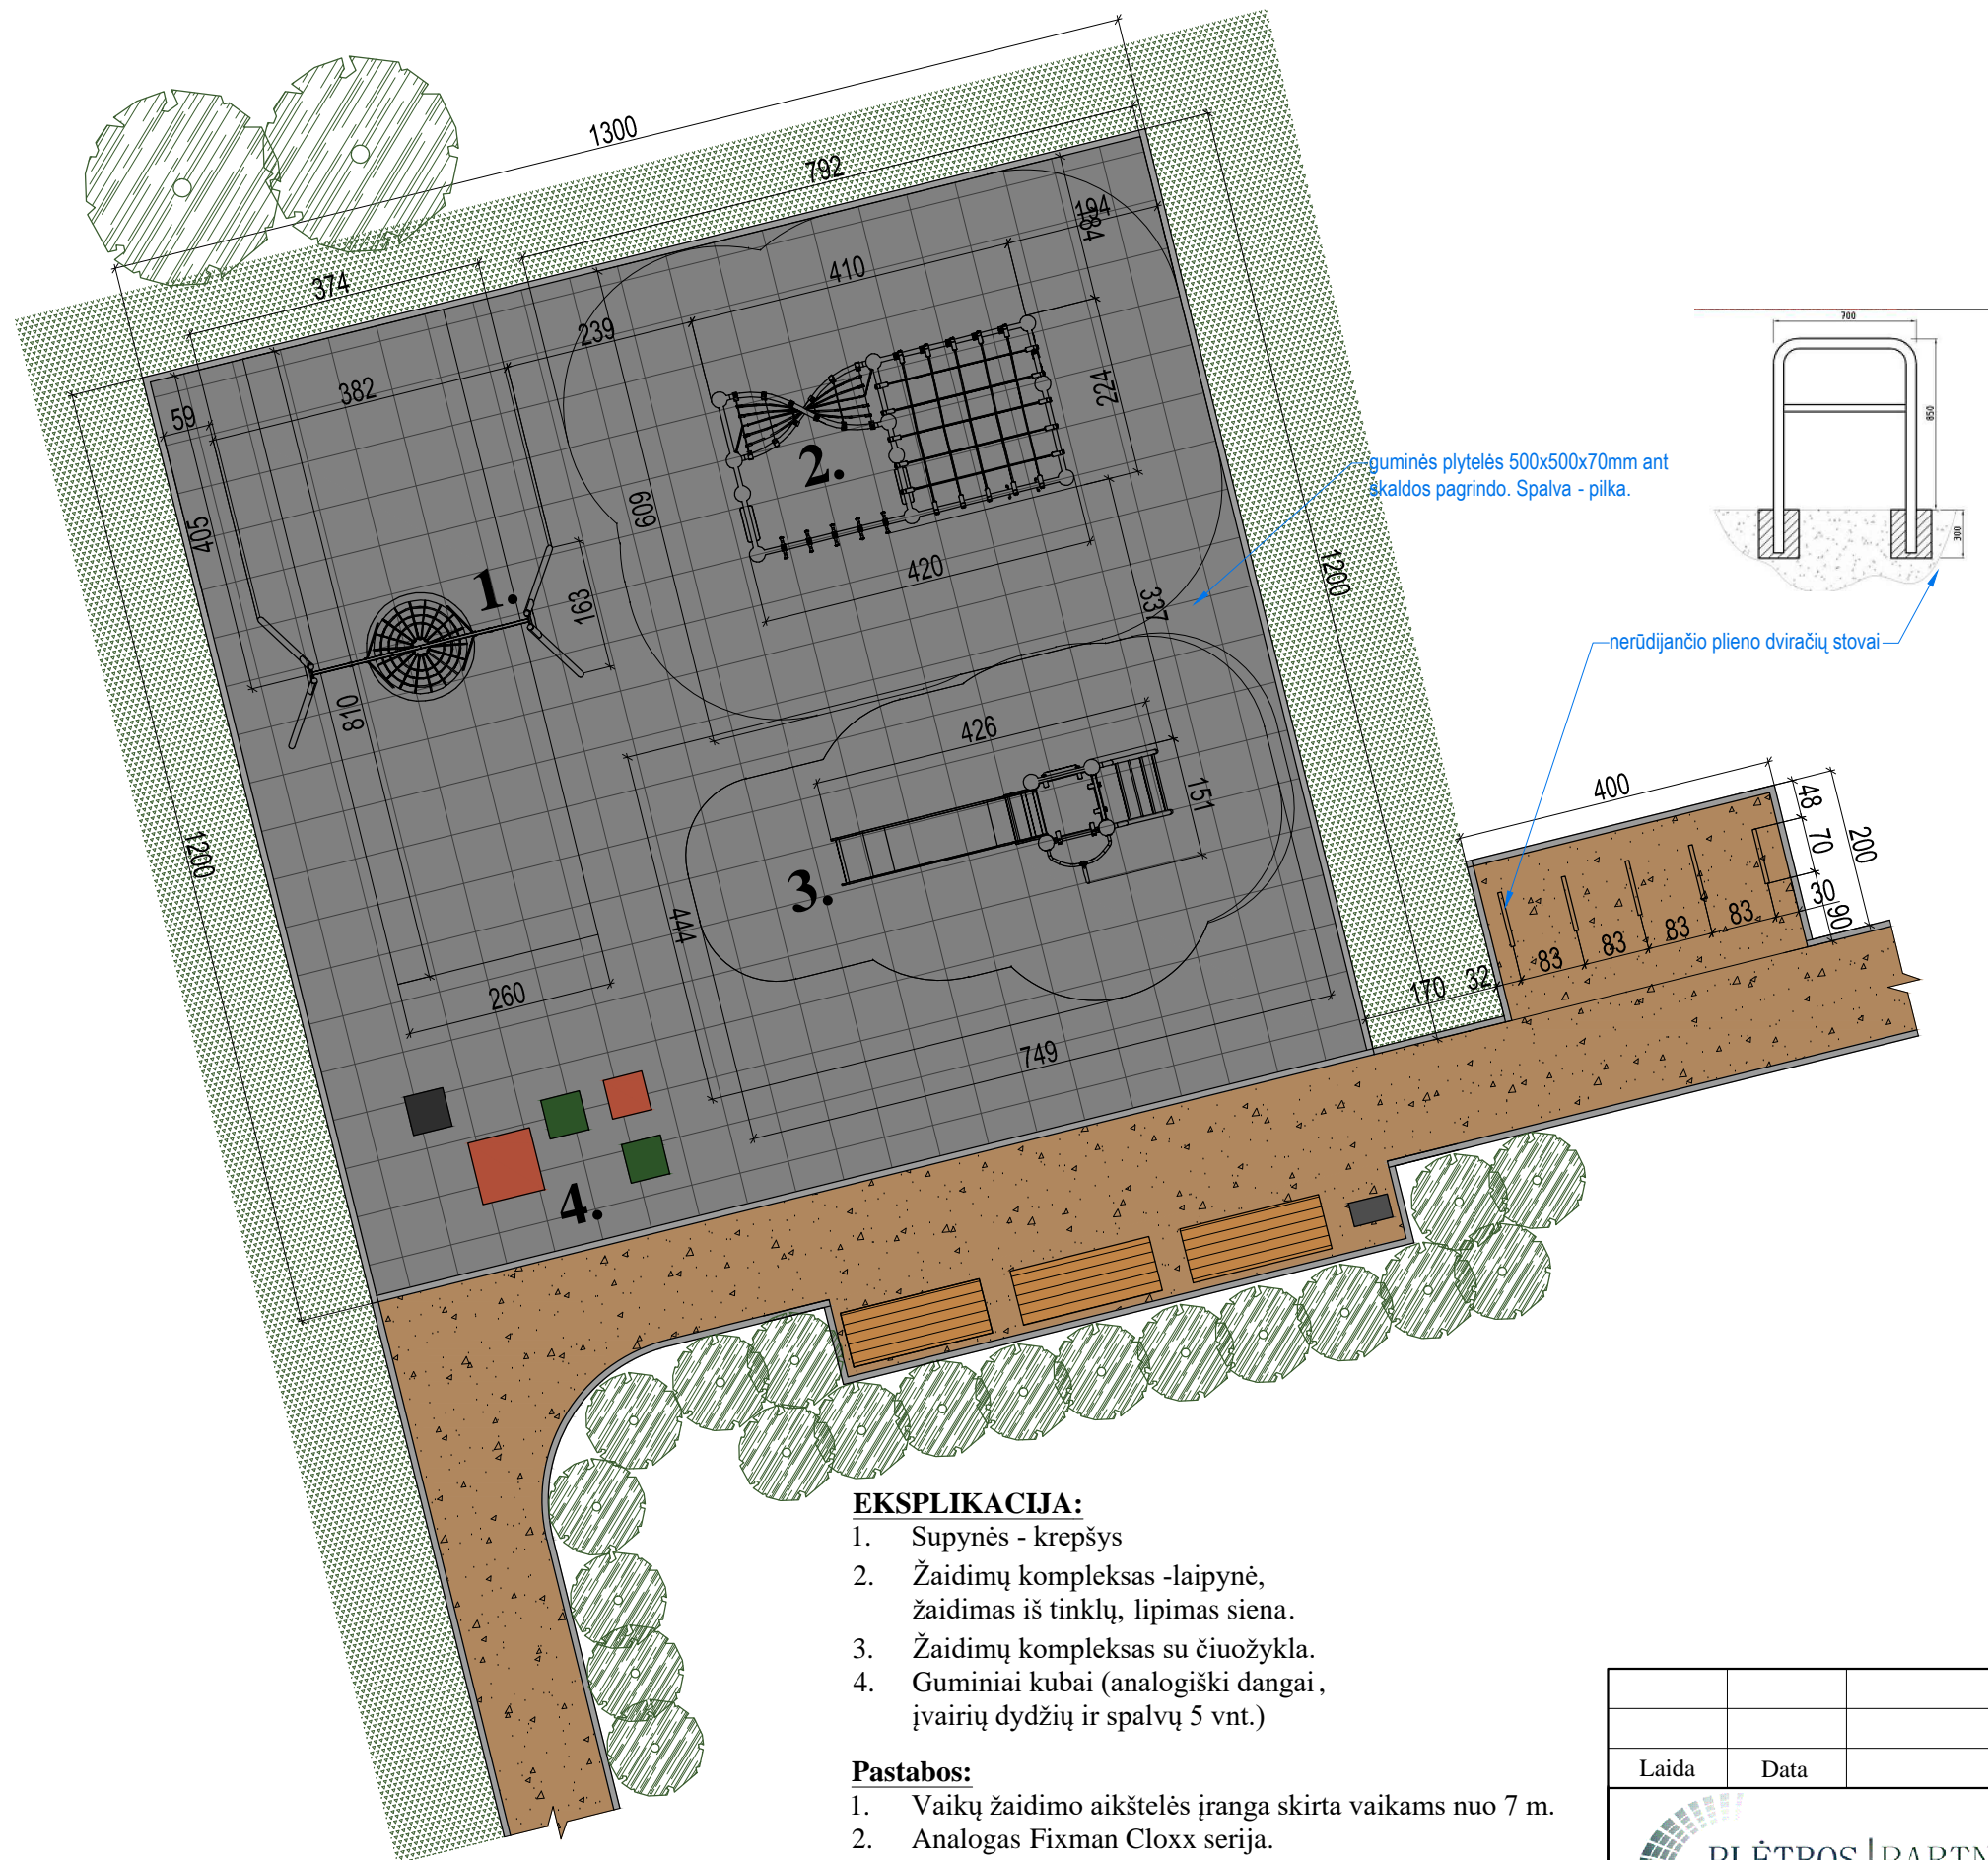 1300
792
194
184
410
374
239
382
59
224
609
405
2.
420
1.
163
337
1200
810
426
151
3.
444
1200
260
749
4.
guminės plytelės 500x500x70mm ant
skaldos pagrindo. Spalva - pilka.
700
850
300
nerūdijančio plieno dviračių stovai
400
48
70
200
30
90
83
83
83
83
32
170
EKSPLIKACIJA:
1. Supynės - krepšys
2. Žaidimų kompleksas -laipynė,
žaidimas iš tinklų, lipimas siena.
3. Žaidimų kompleksas su čiuožykla.
4. Guminiai kubai (analogiški dangai,
įvairių dydžių ir spalvų 5 vnt.)
Pastabos:
1. Vaikų žaidimo aikštelės įranga skirta vaikams nuo 7 m.
2. Analogas Fixman Cloxx serija.
Laida Data
PLĖTROS | PARTN